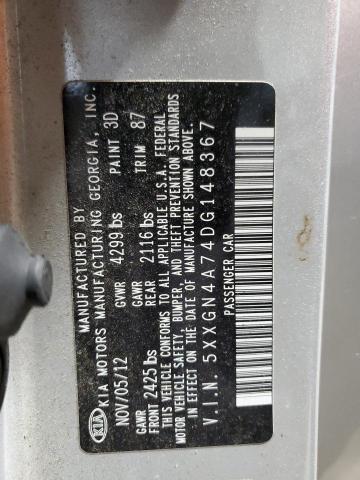 MANUFACTURED BY
KIA KIA MOTORS MANUFACTURING GEORGIA, INC.
NOV/05/12 GVWR 4299 lbs PAINT 3D
GAWR FRONT 2425 lbs GAWR REAR 2116 lbs TRIM 87
THIS VEHICLE CONFORMS TO ALL APPLICABLE U.S.A. FEDERAL
MOTOR VEHICLE SAFETY, BUMPER, AND THEFT PREVENTION STANDARDS
IN EFFECT ON THE DATE OF MANUFACTURE SHOWN ABOVE.
V.I.N. 5XXGN4A74DG148367
PASSENGER CAR